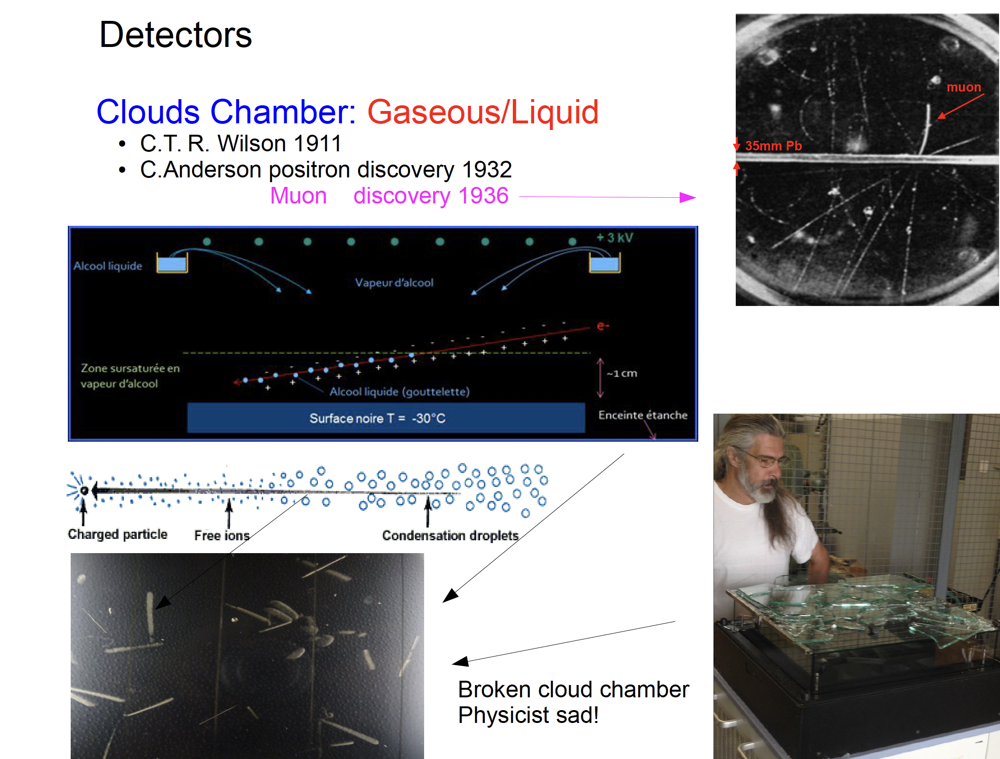 Detectors
Clouds Chamber: Gaseous/Liquid
• C.T. R. Wilson 1911
• C.Anderson positron discovery 1932
Muon discovery 1936
muon
35mm Pb
+ 3 kV
Alcool liquide
Vapeur d'alcool
e-
Zone sursaturée en
vapeur d'alcool
~1 cm
Alcool liquide (gouttelette)
Surface noire T = -30°C
Enceinte étanche
Charged particle
Free ions
Condensation droplets
Broken cloud chamber
Physicist sad!